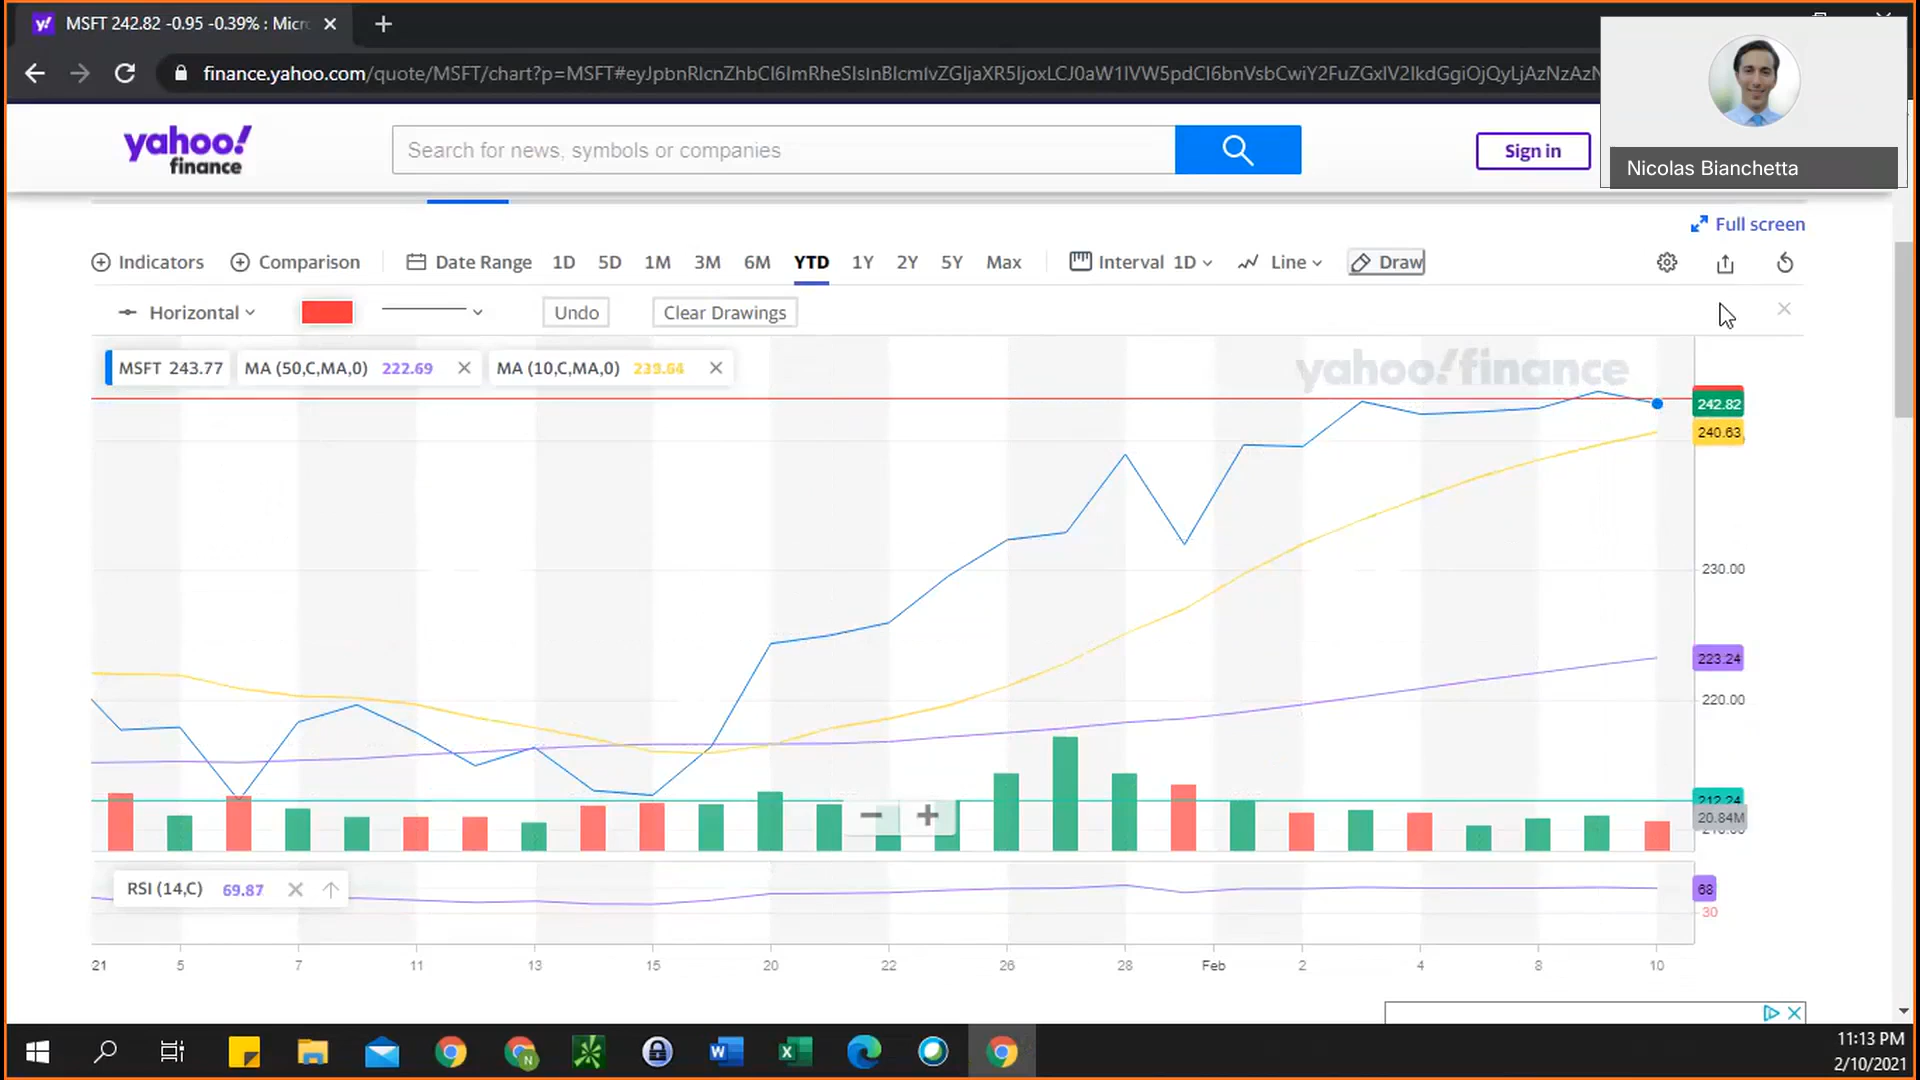 MSFT 242.82 -0.95 -0.39% : Micr
finance.yahoo.com/quote/MSFT/chart?p=MSFT#
Nicolas Bianchetta
yahoo!
finance
Search for news, symbols or companies
Sign in
Full screen
Indicators Comparison Date Range 1D 5D 1M 3M 6M YTD 1Y 2Y 5Y Max Interval 1D Line Draw
Horizontal Undo Clear Drawings
MSFT 243.77 MA (50,C,MA,0) 222.69 MA (10,C,MA,0) 239.64
yahoo!finance
242.82
240.63
230.00
223.24
220.00
212.24
20.84M
RSI (14,C) 69.87
68
30
21 5 7 11 13 15 20 22 26 28 Feb 2 4 8 10
11:13 PM
2/10/2021